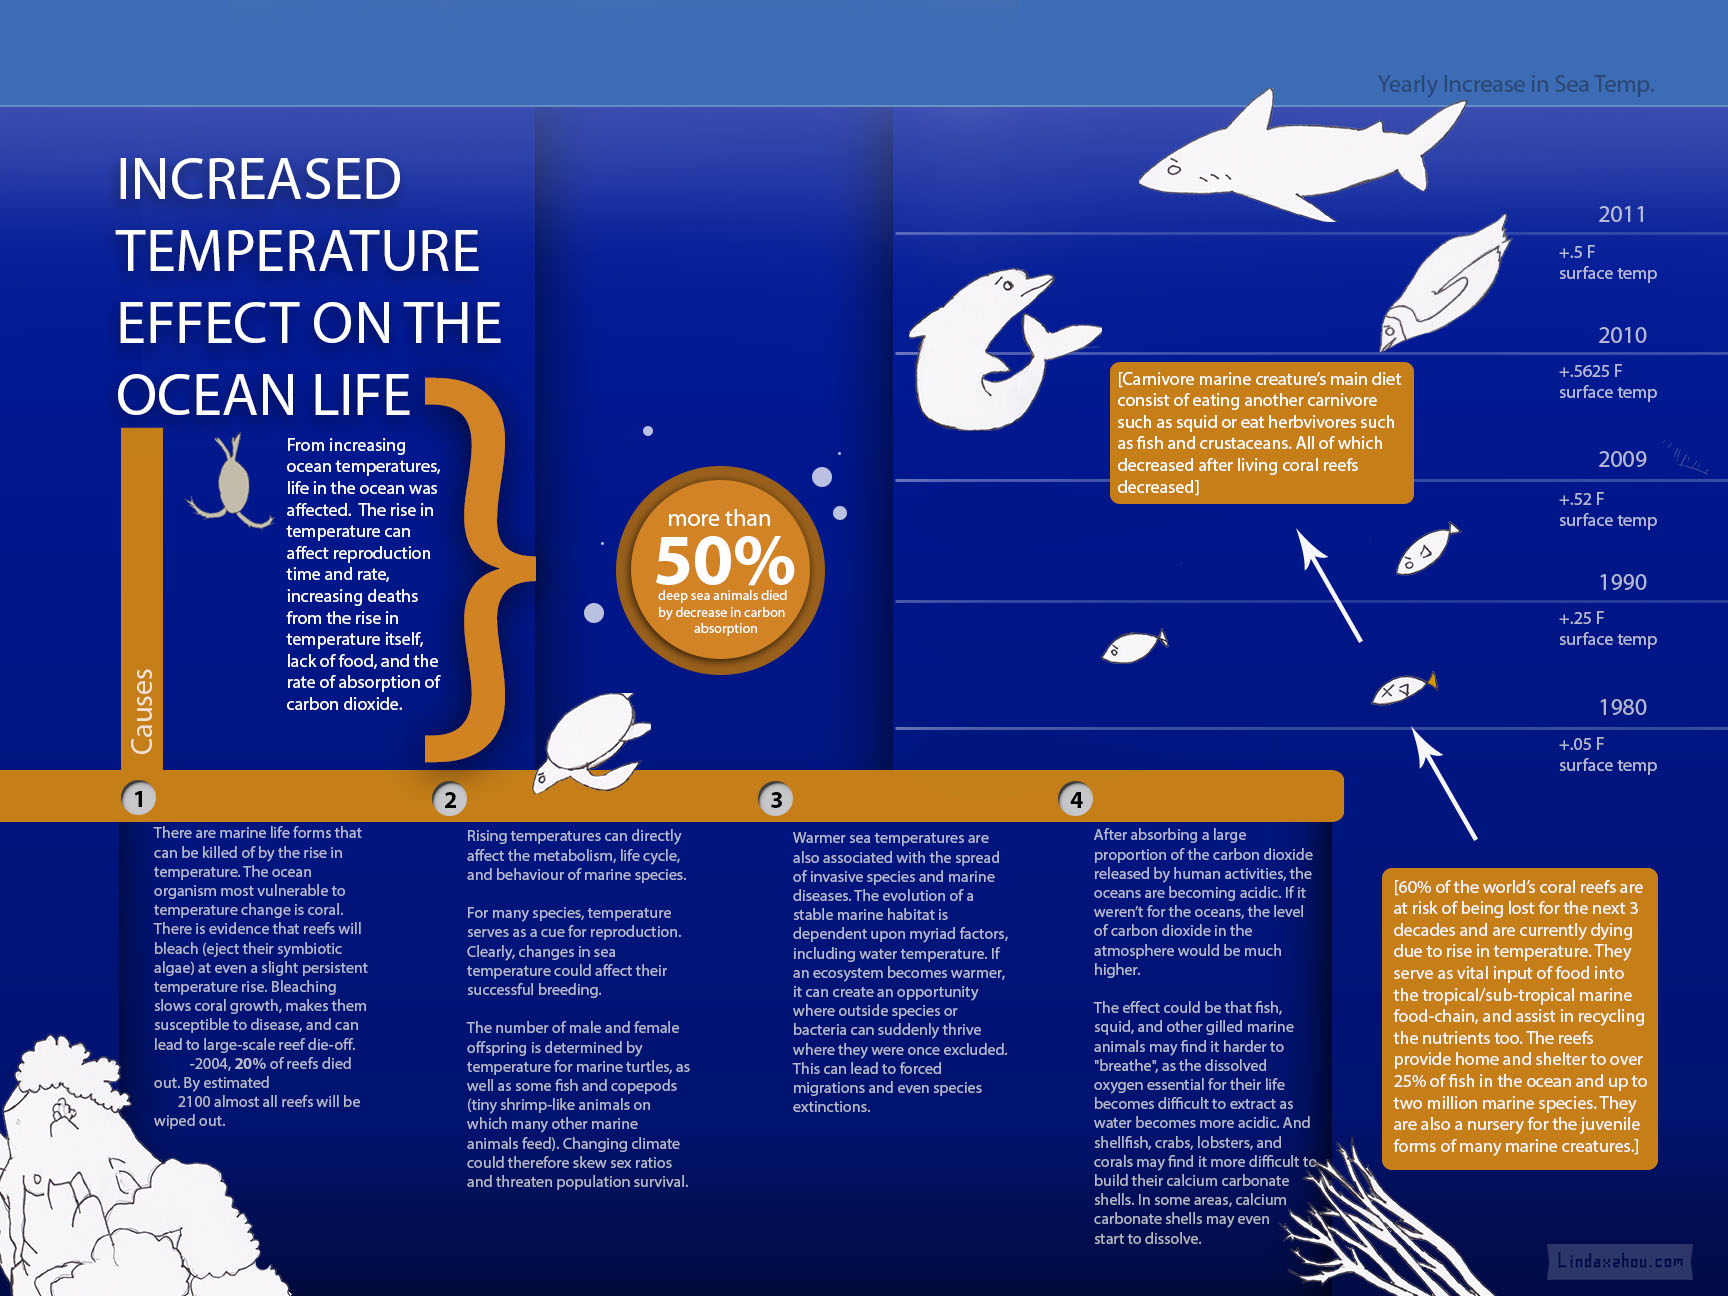 Yearly Increase in Sea Temp.
INCREASED
TEMPERATURE
EFFECT ON THE
OCEAN LIFE
Causes
From increasing
ocean temperatures,
life in the ocean was
affected. The rise in
temperature can
affect reproduction
time and rate,
increasing deaths
from the rise in
temperature itself,
lack of food, and the
rate of absorption of
carbon dioxide.
}
more than
50%
deep sea animals died
by decrease in carbon
absorption
2011
+.5 F
surface temp
2010
+.5625 F
surface temp
2009
+.52 F
surface temp
1990
+.25 F
surface temp
1980
+.05 F
surface temp
[Carnivore marine creature's main diet
consist of eating another carnivore
such as squid or eat herbvivores such
as fish and crustaceans. All of which
decreased after living coral reefs
decreased]
1
There are marine life forms that
can be killed of by the rise in
temperature. The ocean
organism most vulnerable to
temperature change is coral.
There is evidence that reefs will
bleach (eject their symbiotic
algae) at even a slight persistent
temperature rise. Bleaching
slows coral growth, makes them
susceptible to disease, and can
lead to large-scale reef die-off.
-2004, 20% of reefs died
out. By estimated
2100 almost all reefs will be
wiped out.
2
Rising temperatures can directly
affect the metabolism, life cycle,
and behaviour of marine species.
For many species, temperature
serves as a cue for reproduction.
Clearly, changes in sea
temperature could affect their
successful breeding.
The number of male and female
offspring is determined by
temperature for marine turtles, as
well as some fish and copepods
(tiny shrimp-like animals on
which many other marine
animals feed). Changing climate
could therefore skew sex ratios
and threaten population survival.
3
Warmer sea temperatures are
also associated with the spread
of invasive species and marine
diseases. The evolution of a
stable marine habitat is
dependent upon myriad factors,
including water temperature. If
an ecosystem becomes warmer,
it can create an opportunity
where outside species or
bacteria can suddenly thrive
where they were once excluded.
This can lead to forced
migrations and even species
extinctions.
4
After absorbing a large
proportion of the carbon dioxide
released by human activities, the
oceans are becoming acidic. If it
weren't for the oceans, the level
of carbon dioxide in the
atmosphere would be much
higher.
The effect could be that fish,
squid, and other gilled marine
animals may find it harder to
"breathe", as the dissolved
oxygen essential for their life
becomes difficult to extract as
water becomes more acidic. And
shellfish, crabs, lobsters, and
corals may find it more difficult to
build their calcium carbonate
shells. In some areas, calcium
carbonate shells may even
start to dissolve.
[60% of the world's coral reefs are
at risk of being lost for the next 3
decades and are currently dying
due to rise in temperature. They
serve as vital input of food into
the tropical/sub-tropical marine
food-chain, and assist in recycling
the nutrients too. The reefs
provide home and shelter to over
25% of fish in the ocean and up to
two million marine species. They
are also a nursery for the juvenile
forms of many marine creatures.]
Lindaxzhou.com